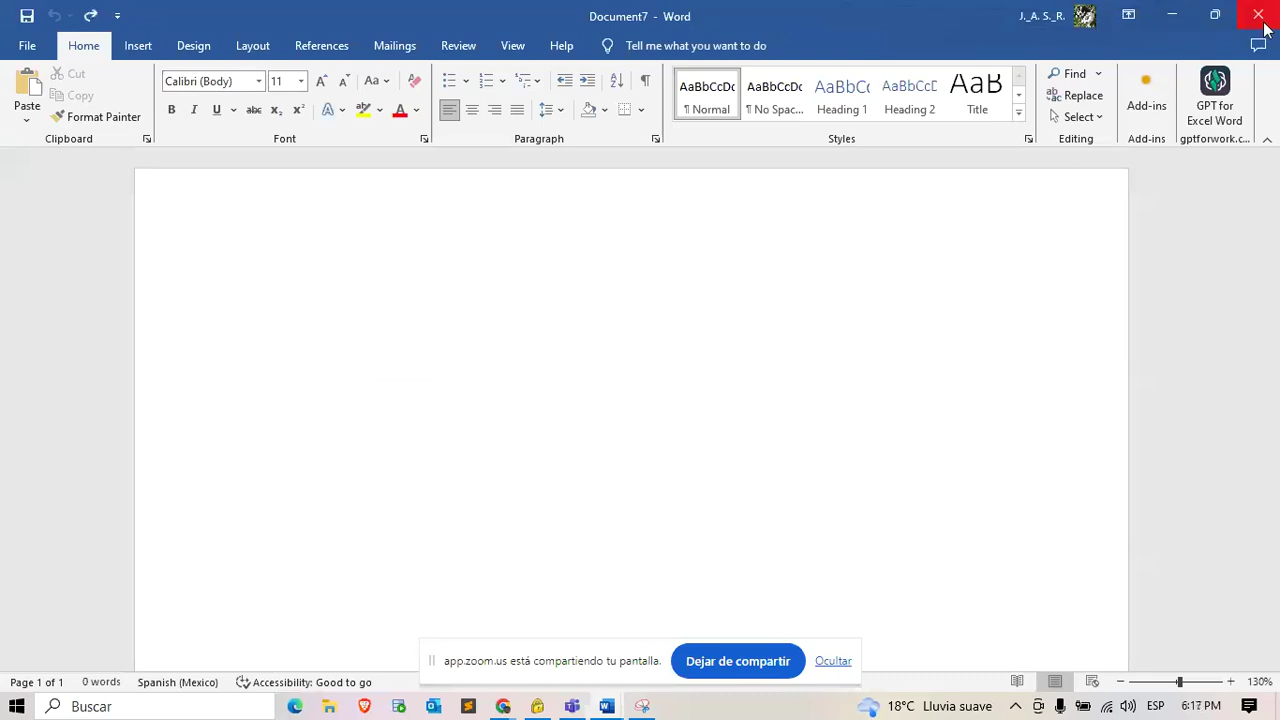 Document7 - Word
J._A. S._R.
File Home Insert Design Layout References Mailings Review View Help Tell me what you want to do
Paste
Cut
Copy
Format Painter
Clipboard
Calibri (Body) 11
Font
Paragraph
AaBbCcDc AaBbCcDc AaBbC AaBbCcD AaB
¶ Normal ¶ No Spac... Heading 1 Heading 2 Title
Styles
Find
Replace
Select
Editing
Add-ins
Add-ins
GPT for
Excel Word
gptforwork.c...
app.zoom.us está compartiendo tu pantalla. Dejar de compartir Ocultar
Page 1 of 1 0 words Spanish (Mexico) Accessibility: Good to go 130%
Buscar 18°C Lluvia suave ESP 6:17 PM